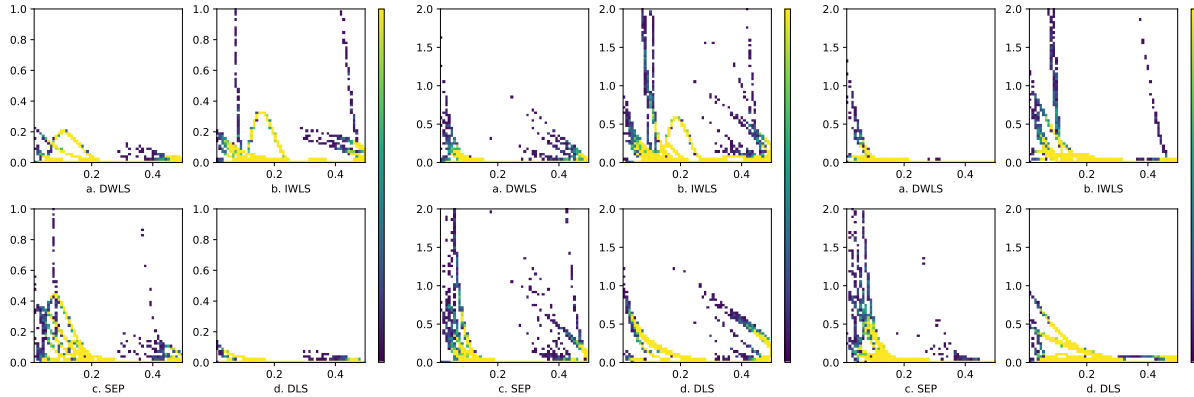 1.0 1.0 2.0 2.0 2.0 2.0
0.8 0.8 1.5 1.5 1.5 1.5
0.6 0.6 1.0 1.0 1.0 1.0
0.4 0.4 0.5 0.5 0.5 0.5
0.2 0.2
0.0 0.0 0.0 0.0 0.0 0.0
0.2 0.4 0.2 0.4 0.2 0.4 0.2 0.4 0.2 0.4 0.2 0.4
a. DWLS b. IWLS a. DWLS b. IWLS a. DWLS b. IWLS
1.0 1.0 2.0 2.0 2.0 2.0
0.8 0.8 1.5 1.5 1.5 1.5
0.6 0.6 1.0 1.0 1.0 1.0
0.4 0.4 0.5 0.5 0.5 0.5
0.2 0.2
0.0 0.0 0.0 0.0 0.0 0.0
0.2 0.4 0.2 0.4 0.2 0.4 0.2 0.4 0.2 0.4 0.2 0.4
c. SEP d. DLS c. SEP d. DLS c. SEP d. DLS